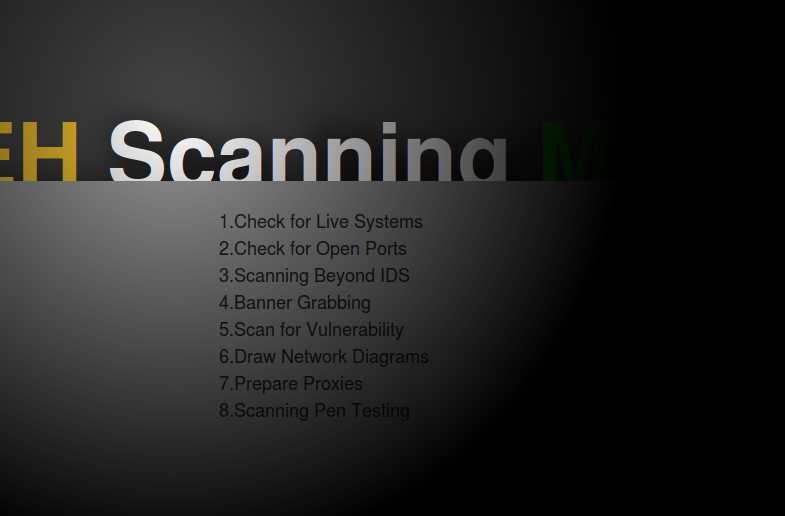 EH Scanning M
1.Check for Live Systems
2.Check for Open Ports
3.Scanning Beyond IDS
4.Banner Grabbing
5.Scan for Vulnerability
6.Draw Network Diagrams
7.Prepare Proxies
8.Scanning Pen Testing